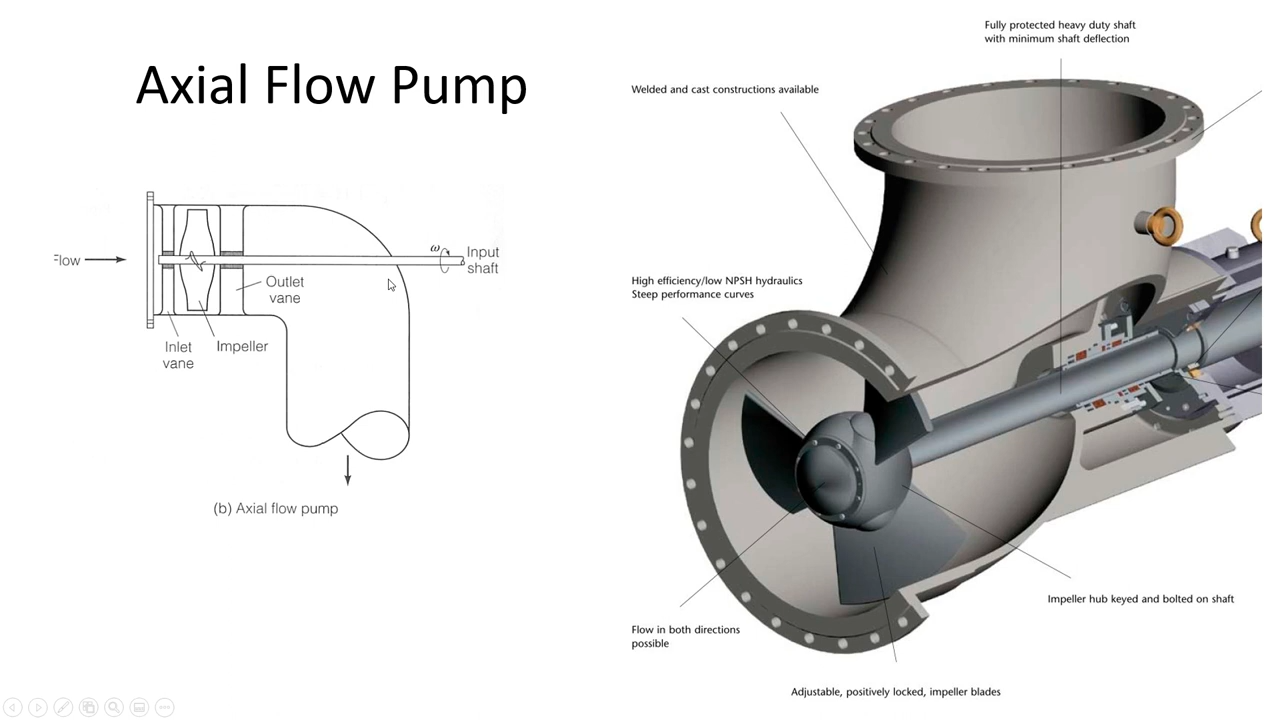 Axial Flow Pump
Flow
ω
Input
shaft
Outlet
vane
Inlet
vane
Impeller
(b) Axial flow pump
Fully protected heavy duty shaft
with minimum shaft deflection
Welded and cast constructions available
High efficiency/low NPSH hydraulics
Steep performance curves
Impeller hub keyed and bolted on shaft
Flow in both directions
possible
Adjustable, positively locked, impeller blades